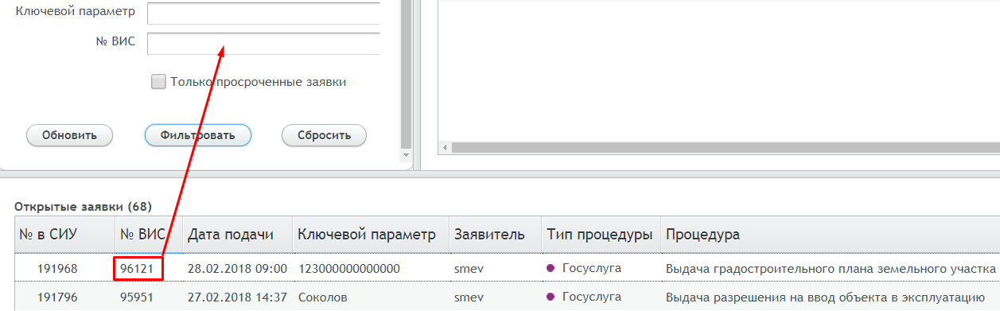 Ключевой параметр
№ ВИС
Только просроченные заявки
Обновить Фильтровать Сбросить
Открытые заявки (68)
№ в СИУ № ВИС Дата подачи Ключевой параметр Заявитель Тип процедуры Процедура
191968 96121 28.02.2018 09:00 123000000000000 smev Госуслуга Выдача градостроительного плана земельного участка
191796 95951 27.02.2018 14:37 Соколов smev Госуслуга Выдача разрешения на ввод объекта в эксплуатацию